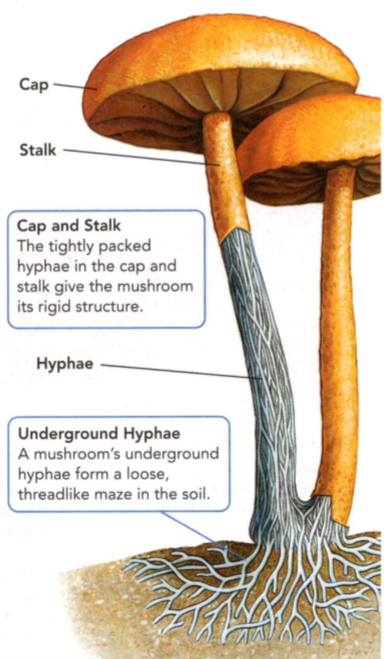 Cap
Stalk
Cap and Stalk
The tightly packed
hyphae in the cap and
stalk give the mushroom
its rigid structure.
Hyphae
Underground Hyphae
A mushroom's underground
hyphae form a loose,
threadlike maze in the soil.